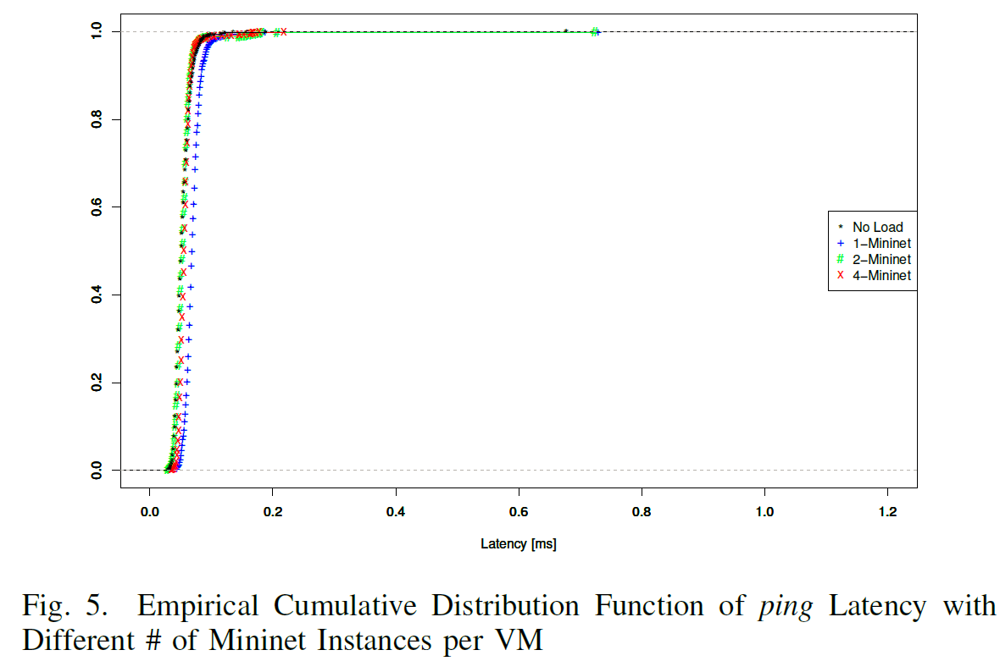 1.0
0.8
0.6
0.4
0.2
0.0
* No Load
+ 1−Mininet
# 2−Mininet
X 4−Mininet
0.0 0.2 0.4 0.6 0.8 1.0 1.2
Latency [ms]
Fig. 5. Empirical Cumulative Distribution Function of ping Latency with
Different # of Mininet Instances per VM